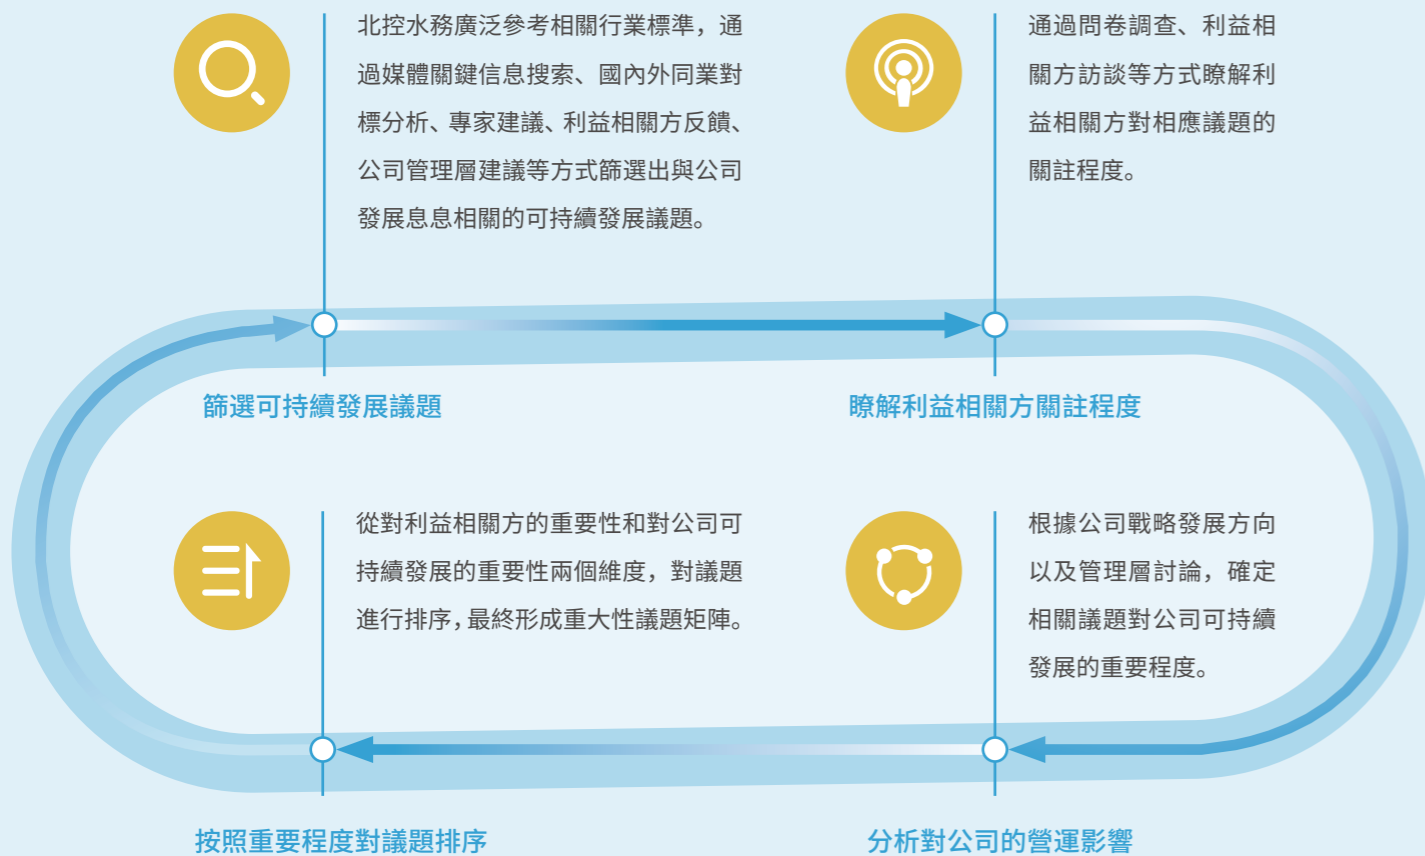 北控水務廣泛參考相關行業標準，通
過媒體關鍵信息搜索、國內外同業對
標分析、專家建議、利益相關方反饋、
公司管理層建議等方式篩選出與公司
發展息息相關的可持續發展議題。
篩選可持續發展議題
通過問卷調查、利益相
關方訪談等方式瞭解利
益相關方對相應議題的
關註程度。
瞭解利益相關方關註程度
從對利益相關方的重要性和對公司可
持續發展的重要性兩個維度，對議題
進行排序，最終形成重大性議題矩陣。
按照重要程度對議題排序
根據公司戰略發展方向
以及管理層討論，確定
相關議題對公司可持續
發展的重要程度。
分析對公司的營運影響